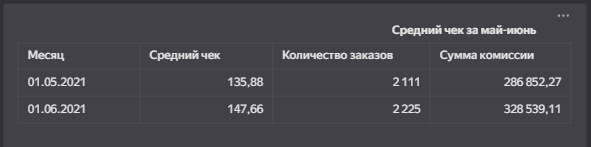 Средний чек за май-июнь
Месяц Средний чек Количество заказов Сумма комиссии
01.05.2021 135,88 2 111 286 852,27
01.06.2021 147,66 2 225 328 539,11